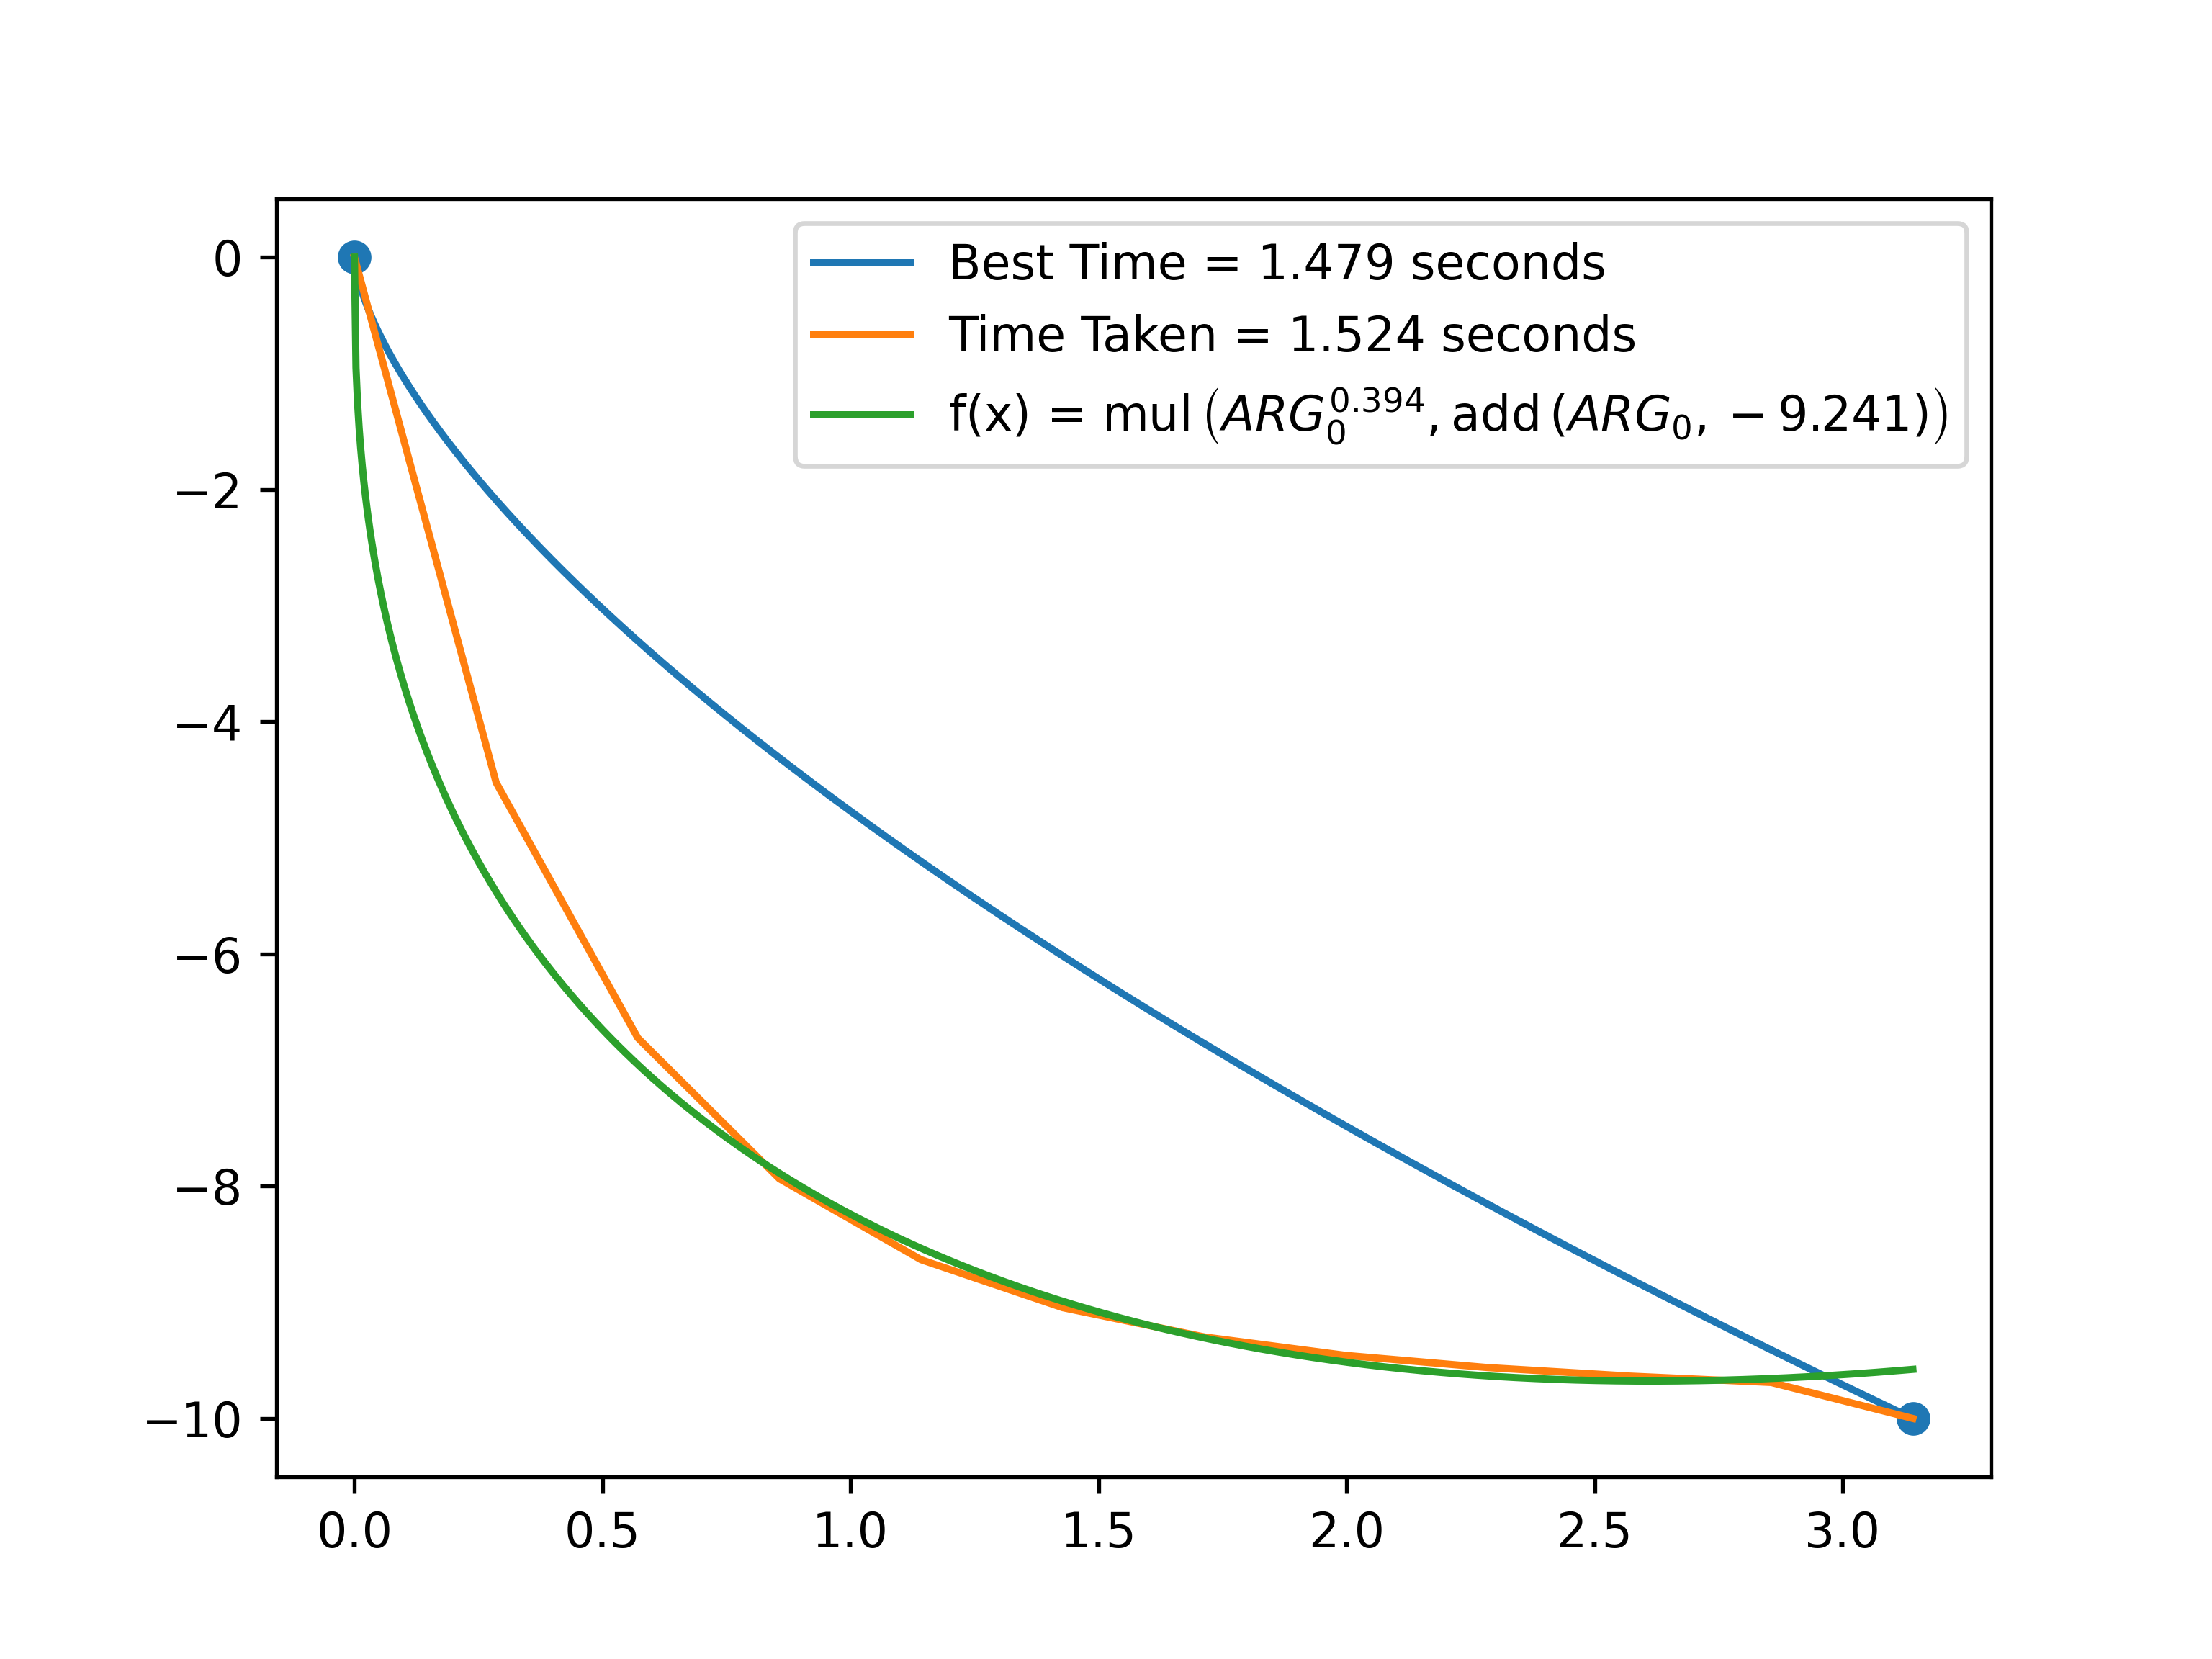 Best Time = 1.479 seconds
Time Taken = 1.524 seconds
f(x) = mul(ARG₀^0.394, add(ARG₀, −9.241))
0
−2
−4
−6
−8
−10
0.0 0.5 1.0 1.5 2.0 2.5 3.0